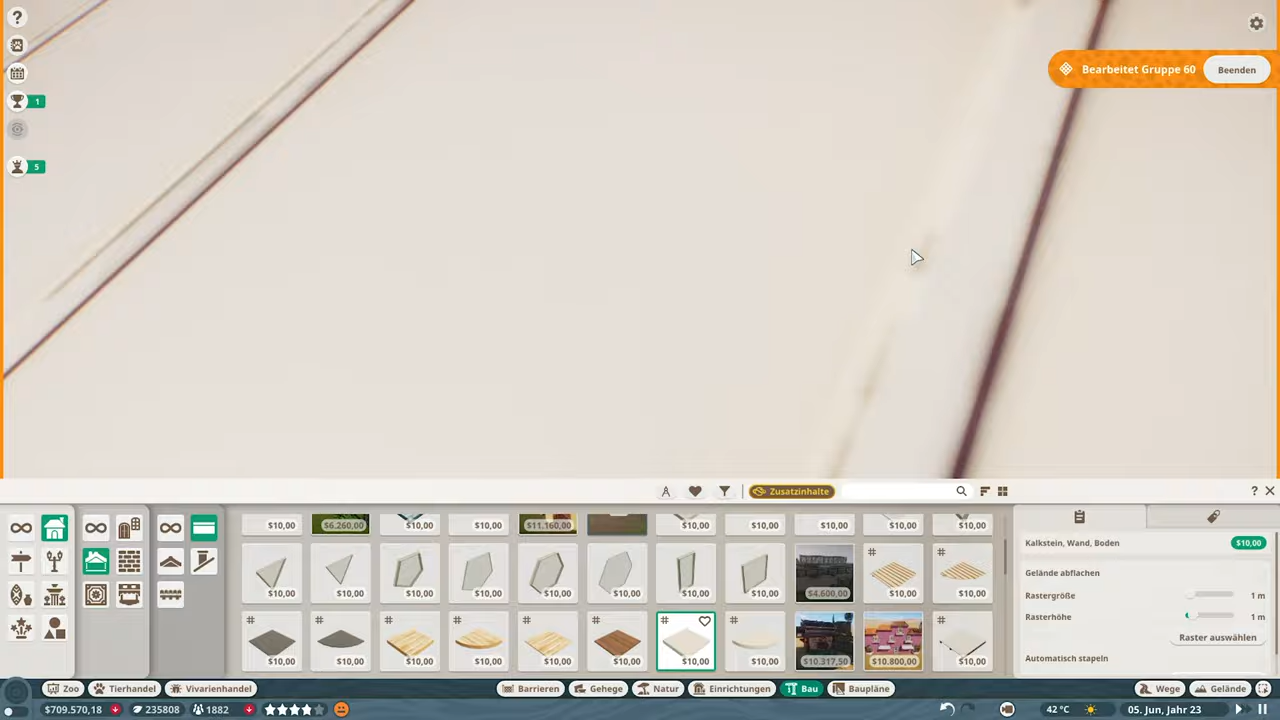 ?
1
5
Bearbeitet Gruppe 60
Beenden
Zusatzinhalte
?
$10,00 $6.260,00 $10,00 $10,00 $11.160,00 $10,00 $10,00 $10,00 $10,00 $10,00
$10,00 $10,00 $10,00 $10,00 $10,00 $10,00 $10,00 $10,00 $4.600,00 $10,00 $10,00
$10,00 $10,00 $10,00 $10,00 $10,00 $10,00 $10,00 $10,00 $10.317,50 $10.800,00 $10,00
Kalkstein, Wand, Boden $10,00
Gelände abflachen
Rastergröße 1 m
Rasterhöhe 1 m
Raster auswählen
Automatisch stapeln
Zoo Tierhandel Vivarienhandel Barrieren Gehege Natur Einrichtungen Bau Baupläne Wege Gelände
$709.570,18 235808 1882 42 °C 05. Jun, Jahr 23